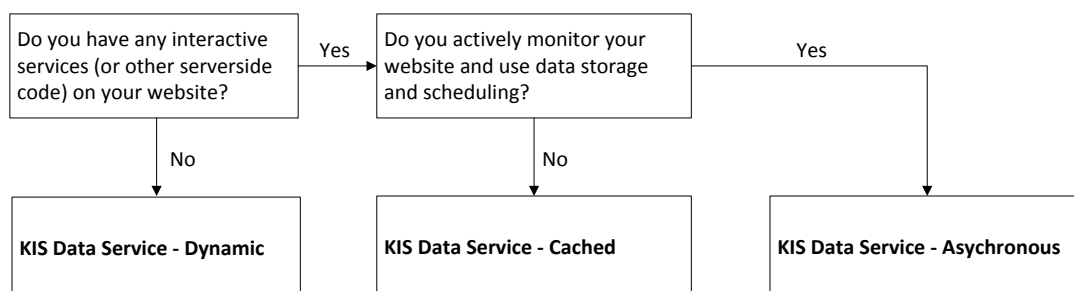 Do you have any interactive
services (or other serverside
code) on your website?
Yes
Do you actively monitor your
website and use data storage
and scheduling?
Yes
No
No
KIS Data Service - Dynamic
KIS Data Service - Cached
KIS Data Service - Asychronous